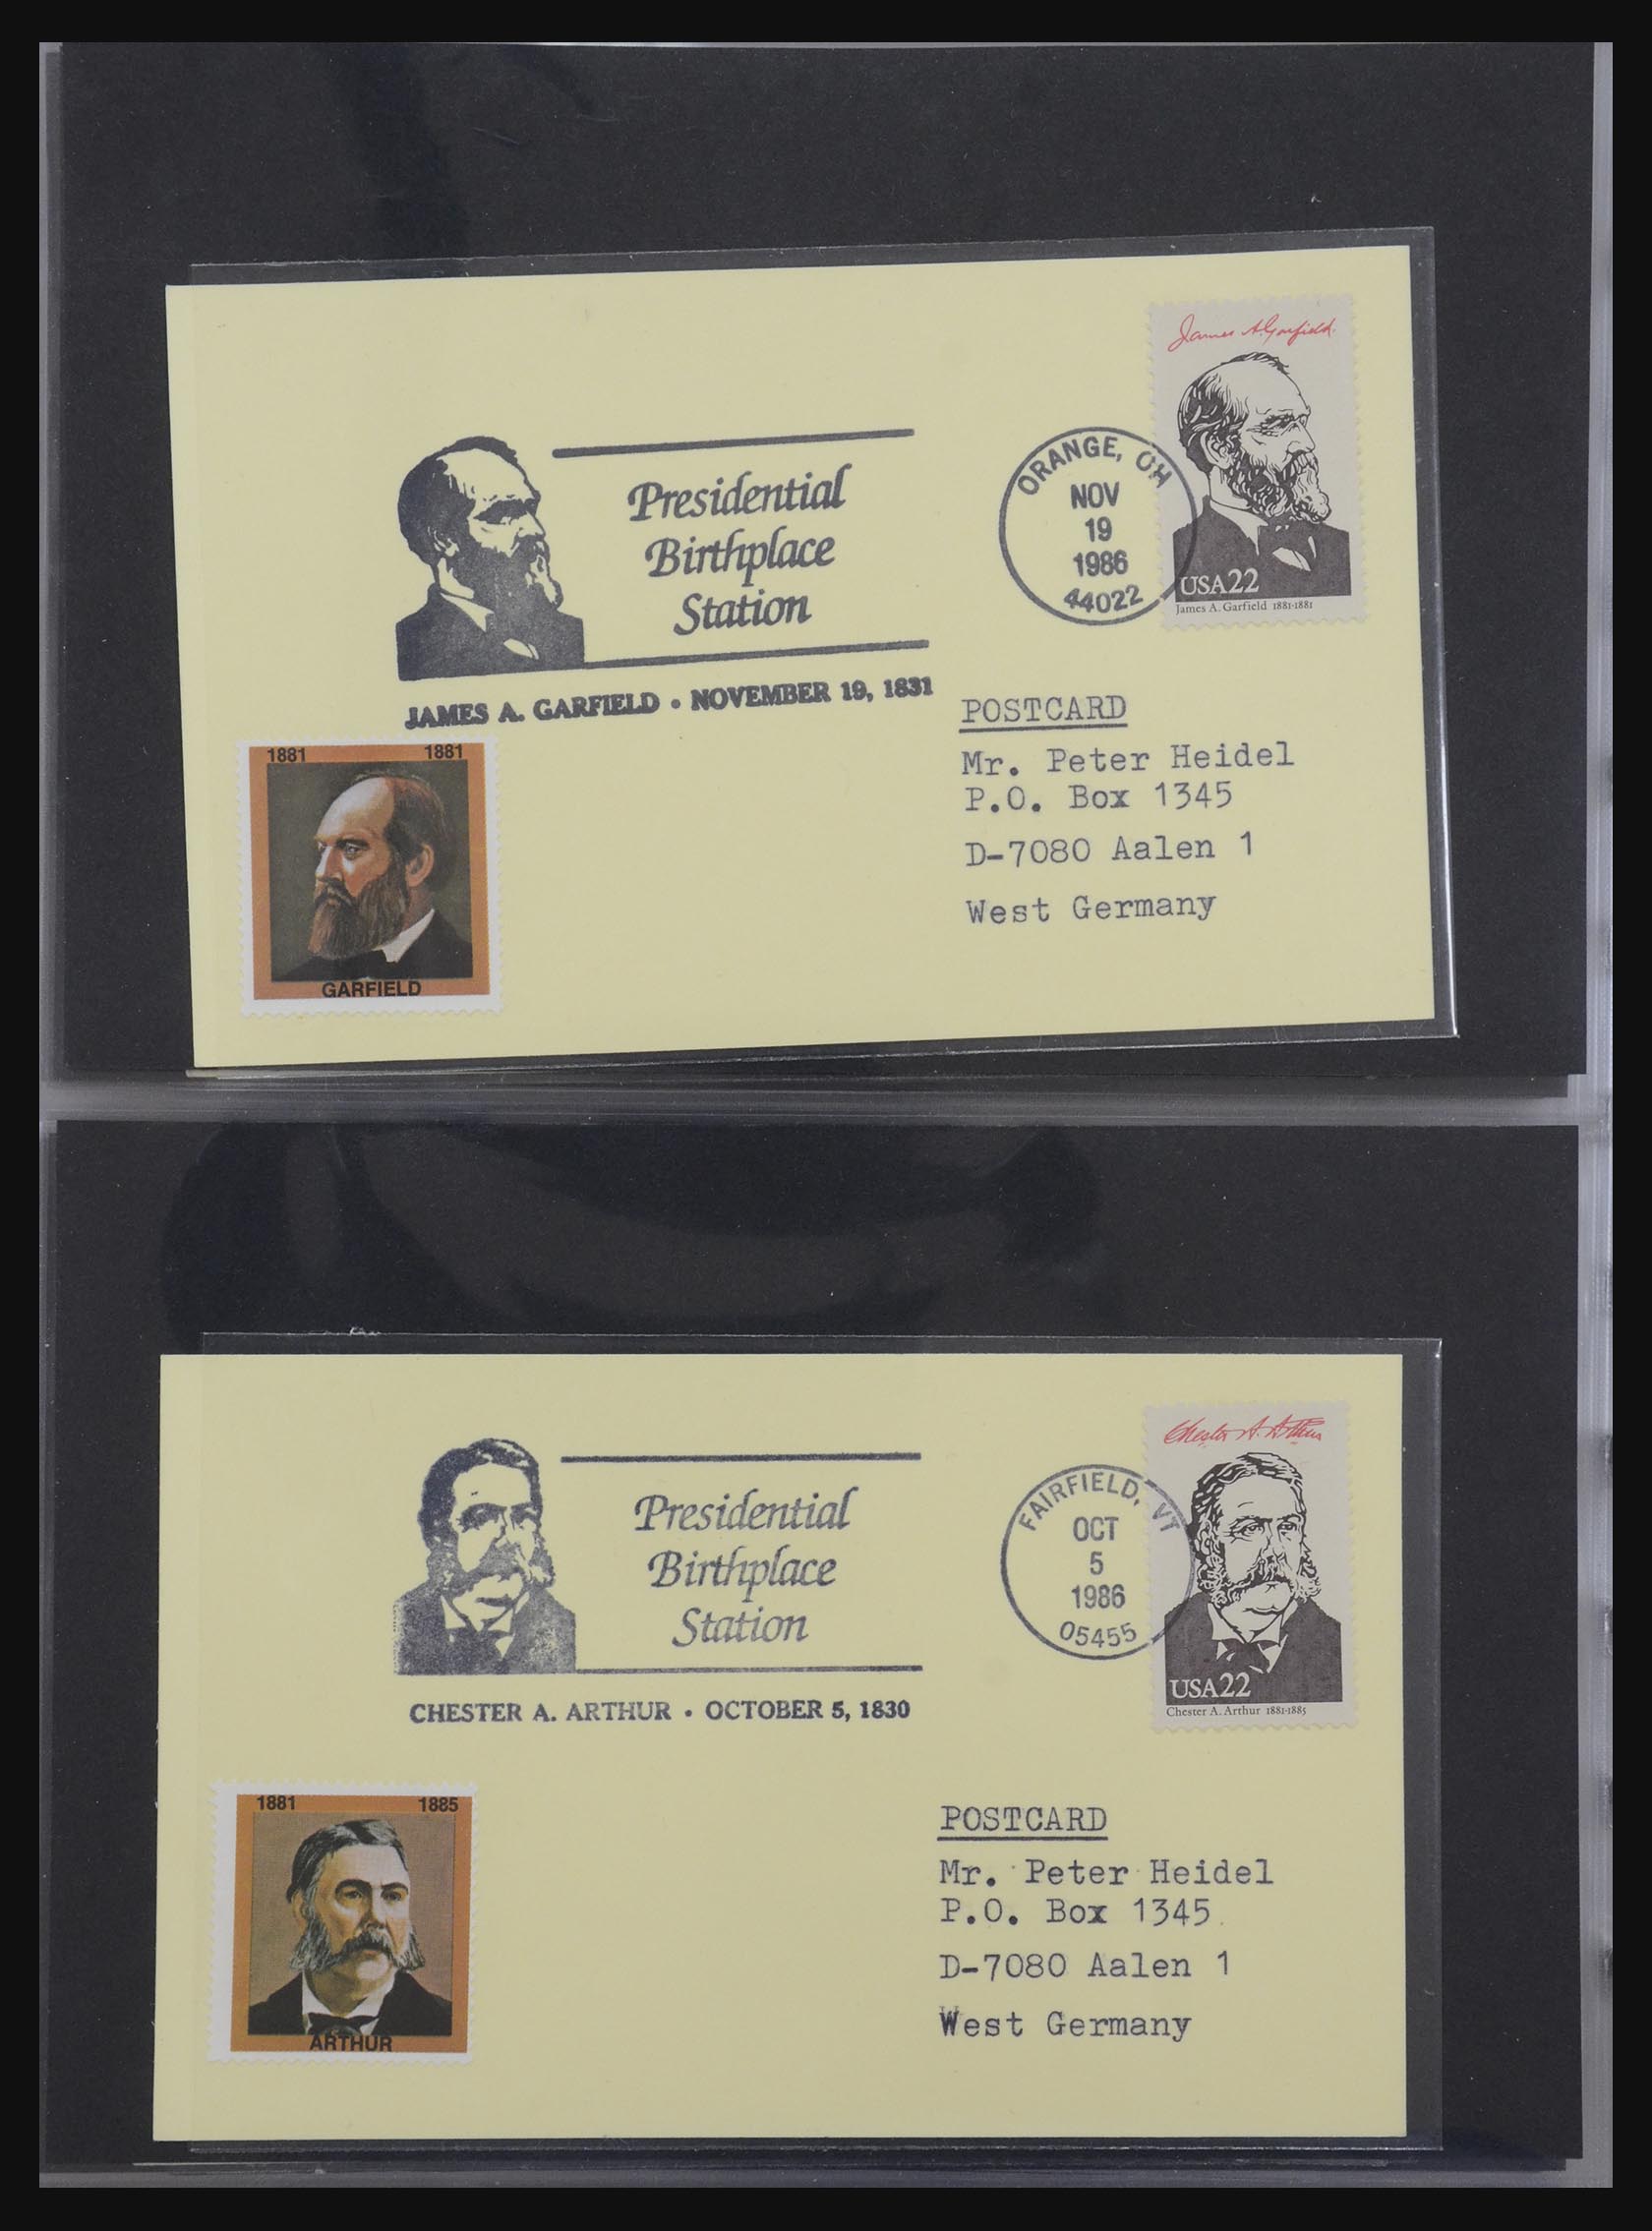 James A. Garfield
ORANGE, OH
NOV
19
1986
44022
USA22
James A. Garfield 1881-1881
Presidential
Birthplace
Station
JAMES A. GARFIELD • NOVEMBER 19, 1831
POSTCARD
Mr. Peter Heidel
P.O. Box 1345
D-7080 Aalen 1
West Germany
1881 1881
GARFIELD
Chester A. Arthur
FAIRFIELD, VT
OCT
5
1986
05455
USA22
Chester A. Arthur 1881-1885
Presidential
Birthplace
Station
CHESTER A. ARTHUR • OCTOBER 5, 1830
POSTCARD
Mr. Peter Heidel
P.O. Box 1345
D-7080 Aalen 1
West Germany
1881 1885
ARTHUR